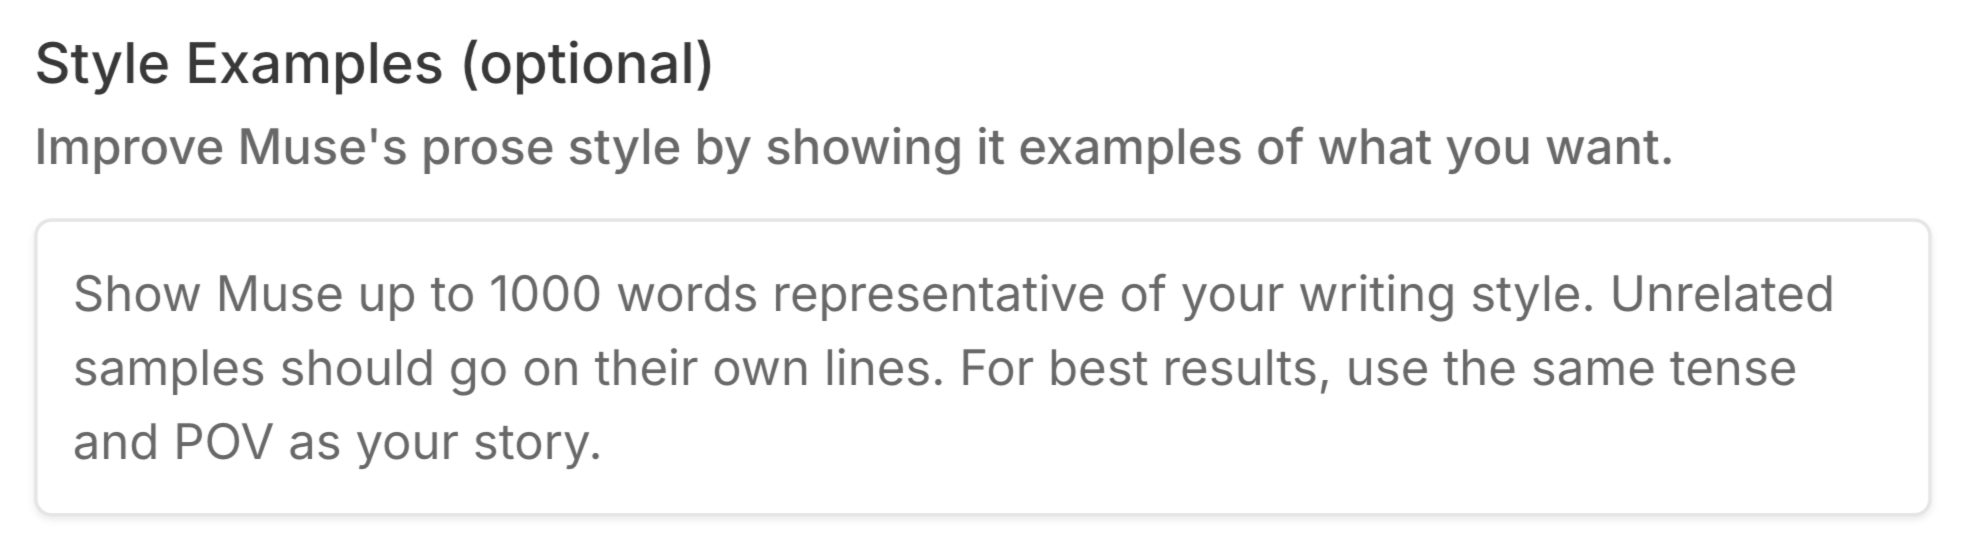 Style Examples (optional)
Improve Muse's prose style by showing it examples of what you want.
Show Muse up to 1000 words representative of your writing style. Unrelated
samples should go on their own lines. For best results, use the same tense
and POV as your story.